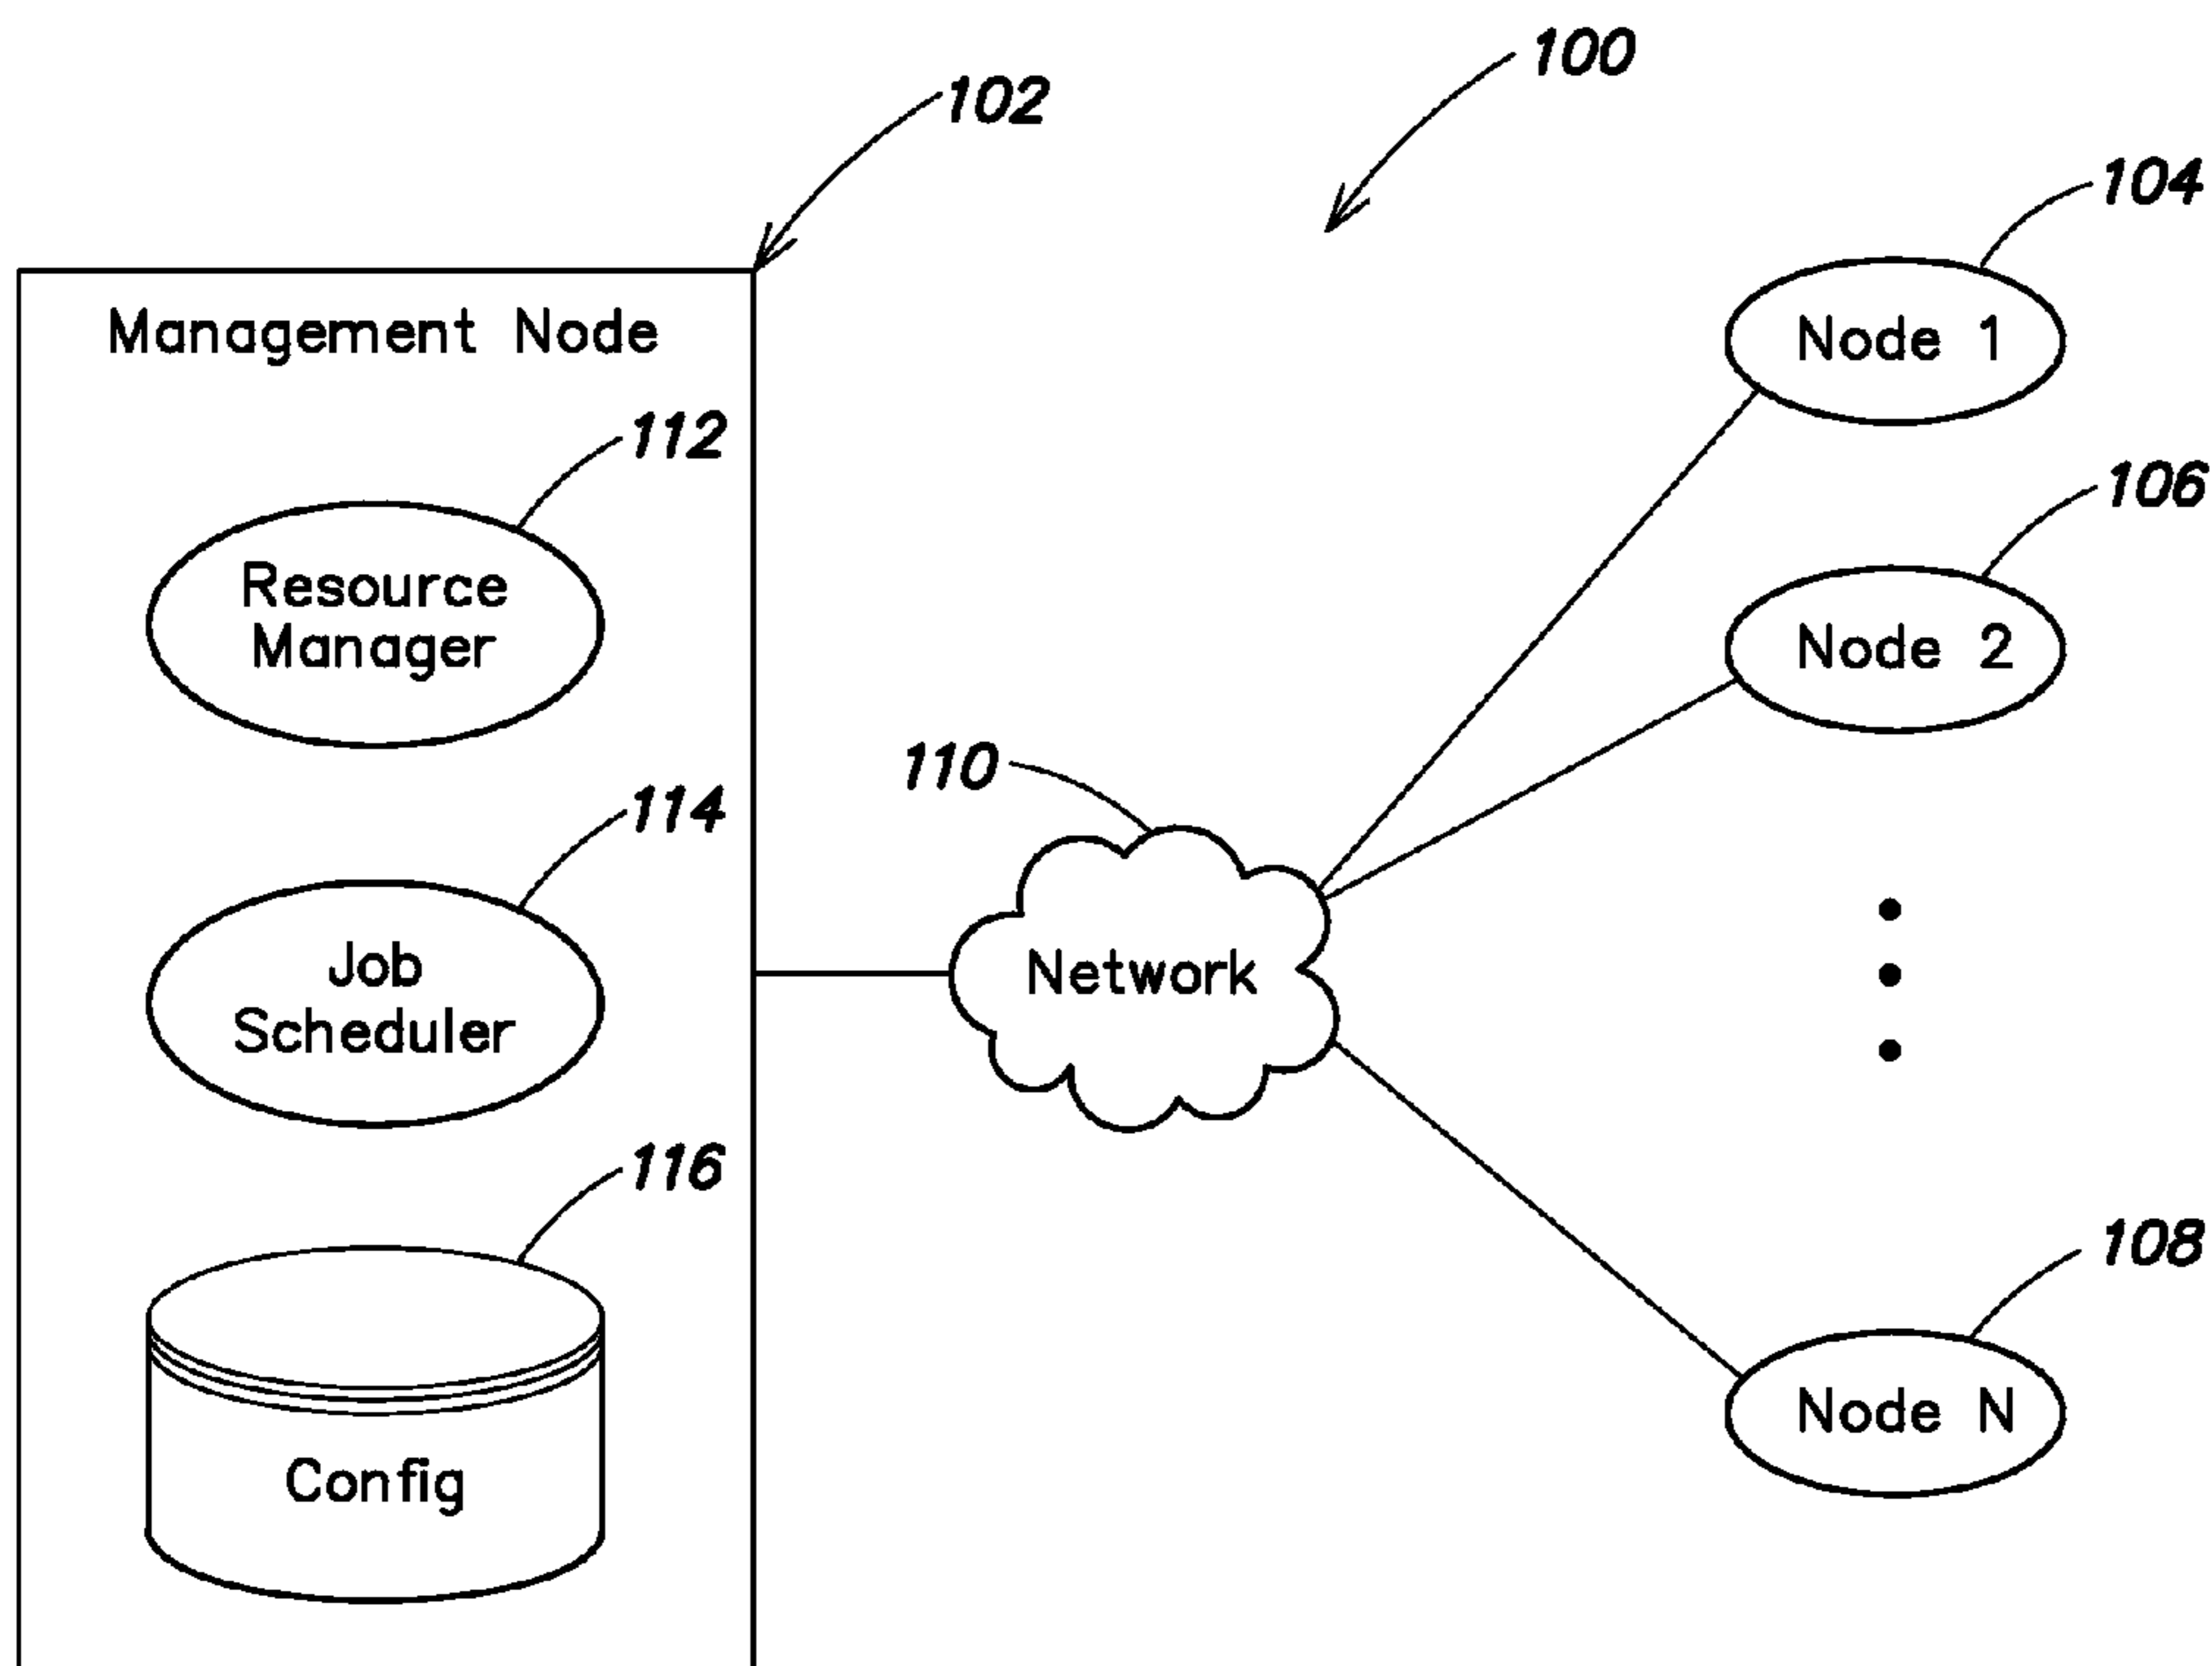 100
102
104
Management Node
Node 1
112
106
Resource
Manager
Node 2
110
114
Job
Scheduler
Network
116
108
Node N
Config